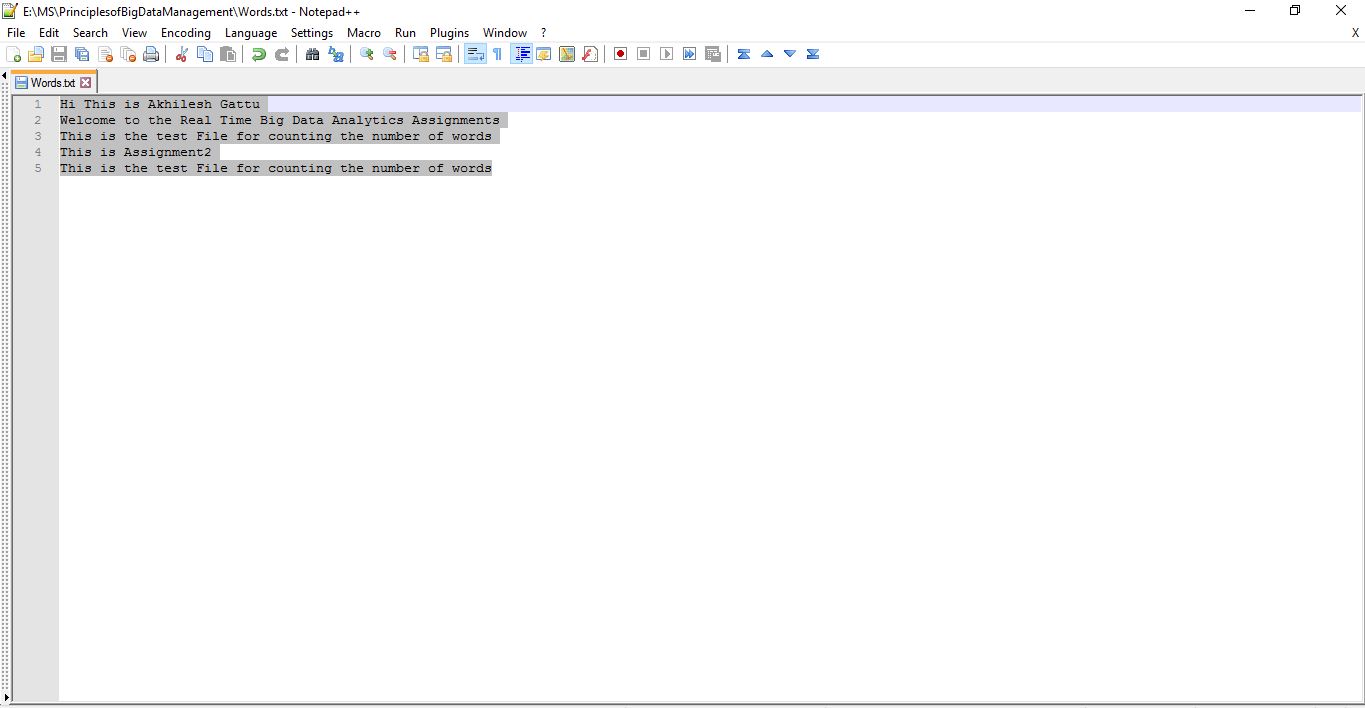 E:\MS\PrinciplesofBigDataManagement\Words.txt - Notepad++
File Edit Search View Encoding Language Settings Macro Run Plugins Window ? X
Words.txt
1 Hi This is Akhilesh Gattu
2 Welcome to the Real Time Big Data Analytics Assignments
3 This is the test File for counting the number of words
4 This is Assignment2
5 This is the test File for counting the number of words